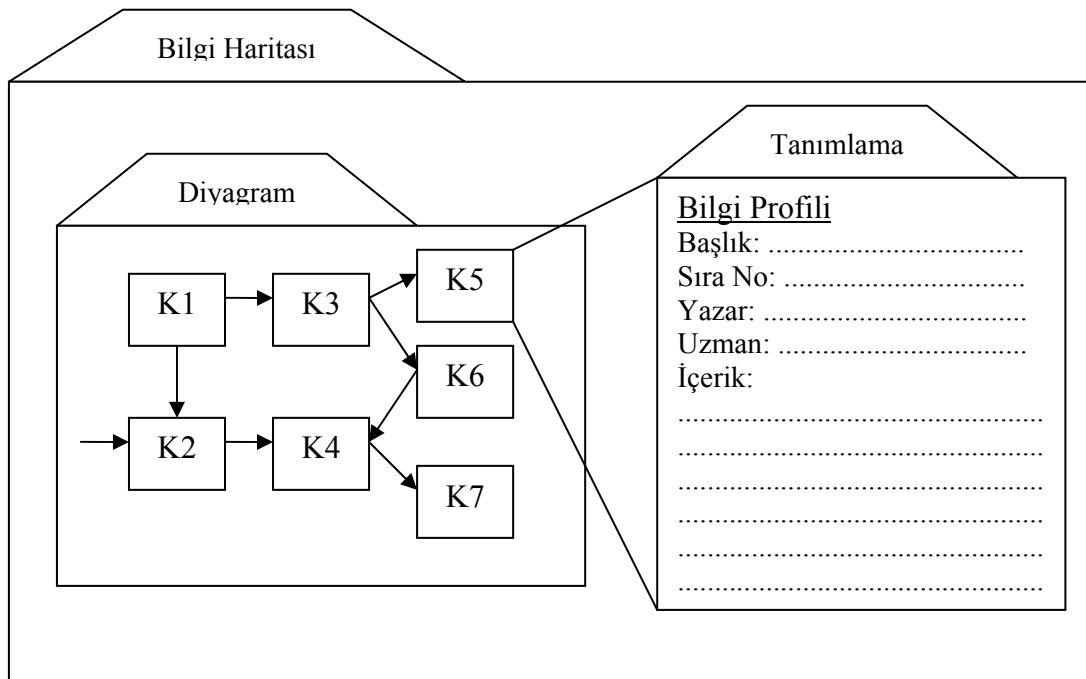 Bilgi Haritası
Tanımlama
Diyagram
Bilgi Profili
Başlık: ..........................................
Sıra No: ........................................
Yazar: ...........................................
Uzman: .........................................
İçerik:
............................................................
............................................................
............................................................
............................................................
............................................................
............................................................
K1
K3
K5
K6
K2
K4
K7